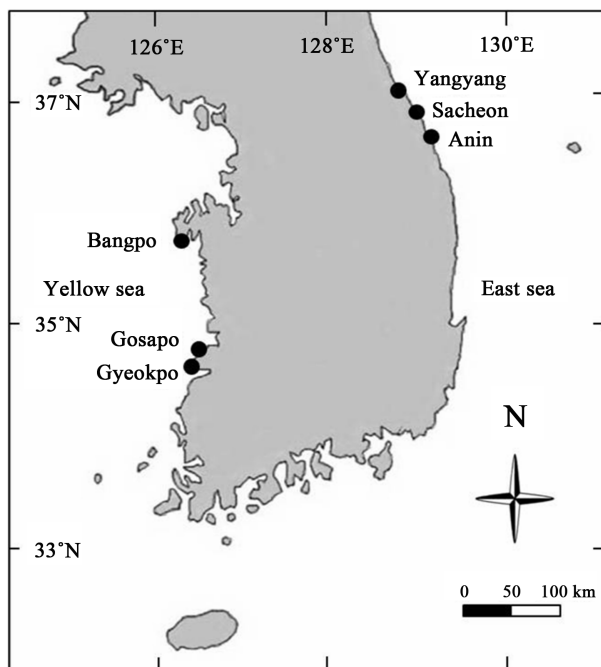 126˚E
128˚E
130˚E
Yangyang
37˚N
Sacheon
Anin
Bangpo
Yellow sea
East sea
35˚N
Gosapo
Gyeokpo
N
33˚N
0 50 100 km